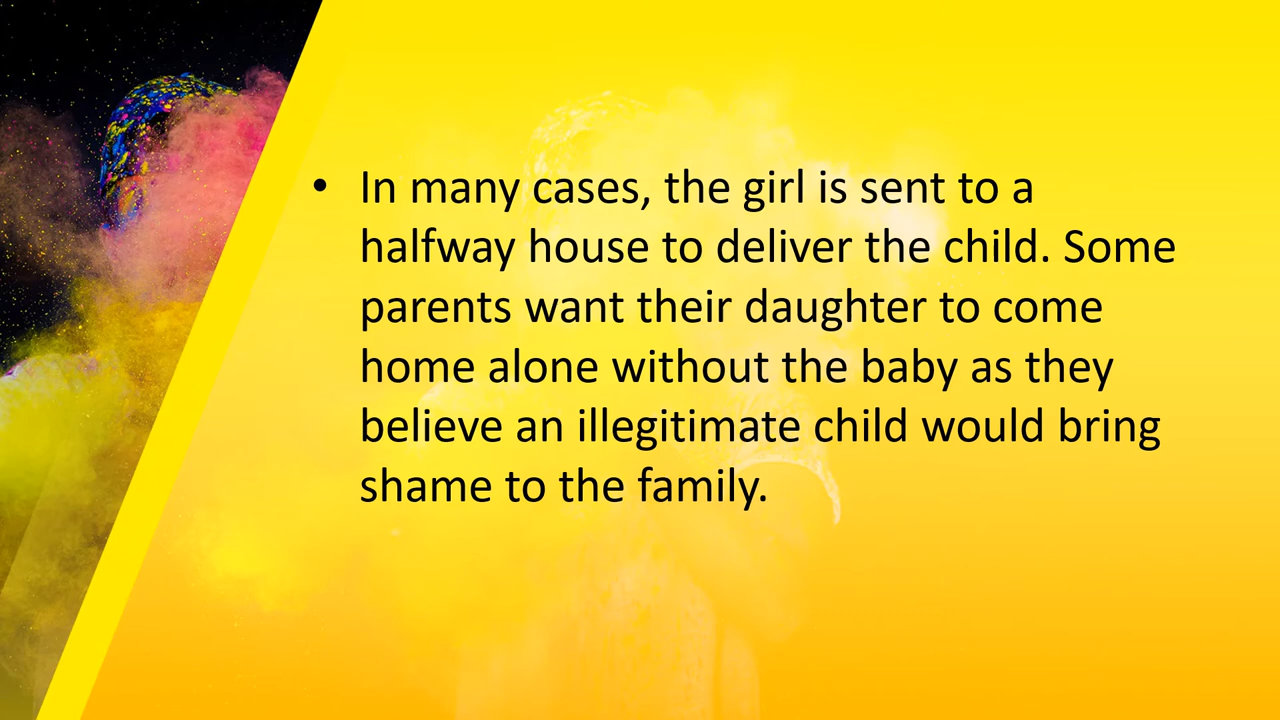 • In many cases, the girl is sent to a
halfway house to deliver the child. Some
parents want their daughter to come
home alone without the baby as they
believe an illegitimate child would bring
shame to the family.